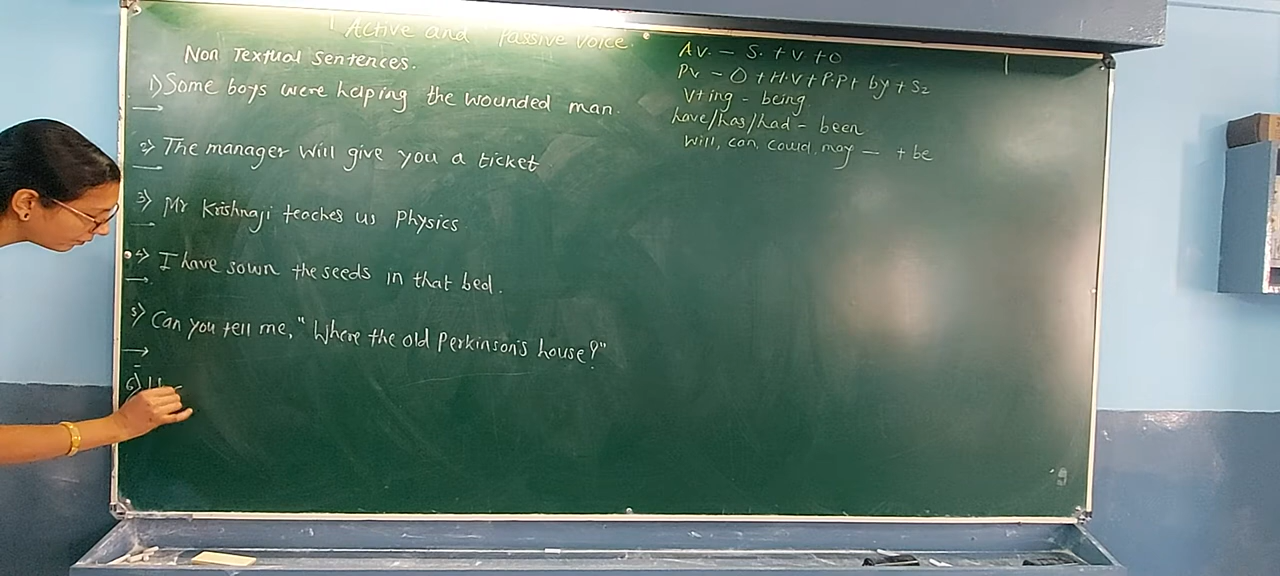 Active and Passive Voice.
Non Textual Sentences.
1) Some boys were helping the wounded man.
→
2) The manager will give you a ticket
→
3) Mr Krishnaji teaches us Physics
→
4) I have sown the seeds in that bed.
→
5) Can you tell me, "Where the old Perkinson's house?"
→
6)
Av. - S. + V + O
Pv - O + H.V + P.P + by + S2
V+ing - being
have/has/had - been
will, can, could, may — + be